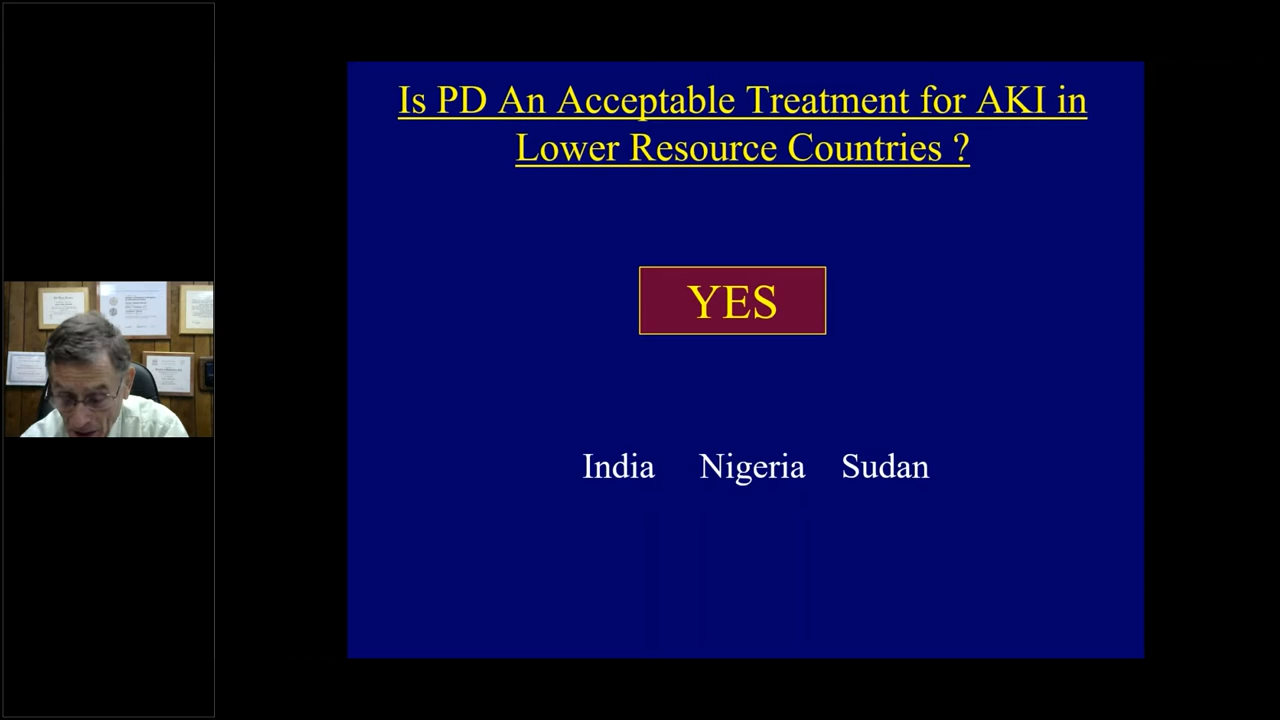 Is PD An Acceptable Treatment for AKI in
Lower Resource Countries ?
YES
India Nigeria Sudan